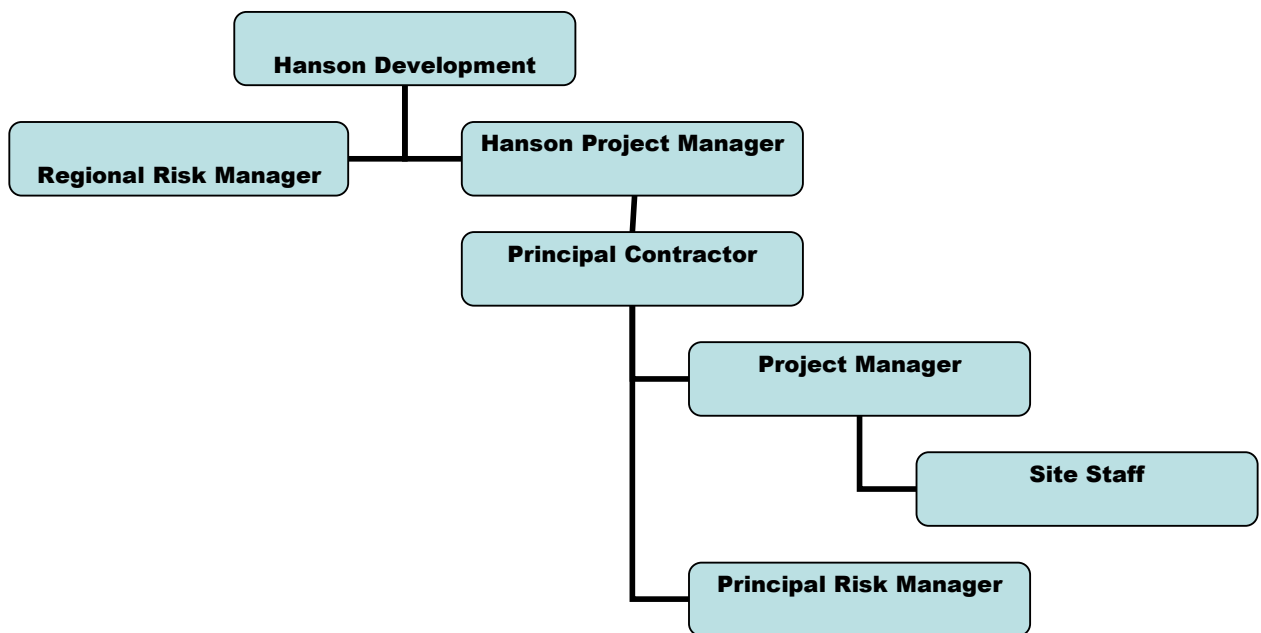 Hanson Development
Regional Risk Manager
Hanson Project Manager
Principal Contractor
Project Manager
Site Staff
Principal Risk Manager